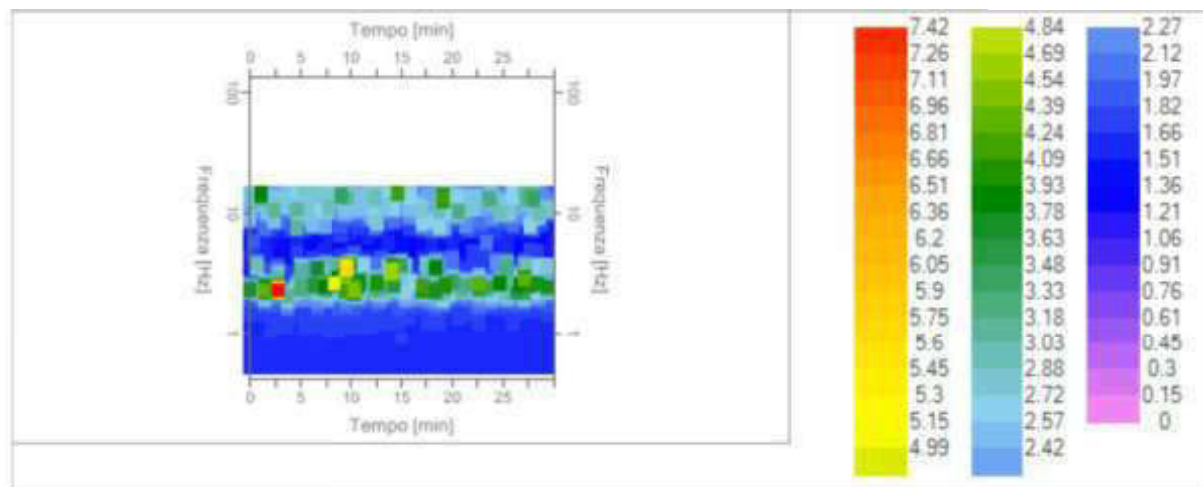 Tempo [min]
0 5 10 15 20 25
100 100
Frequenza [Hz] Frequenza [Hz]
10 10
1 1
0 5 10 15 20 25
Tempo [min]
7.42 4.84 2.27
7.26 4.69 2.12
7.11 4.54 1.97
6.96 4.39 1.82
6.81 4.24 1.66
6.66 4.09 1.51
6.51 3.93 1.36
6.36 3.78 1.21
6.2 3.63 1.06
6.05 3.48 0.91
5.9 3.33 0.76
5.75 3.18 0.61
5.6 3.03 0.45
5.45 2.88 0.3
5.3 2.72 0.15
5.15 2.57 0
4.99 2.42